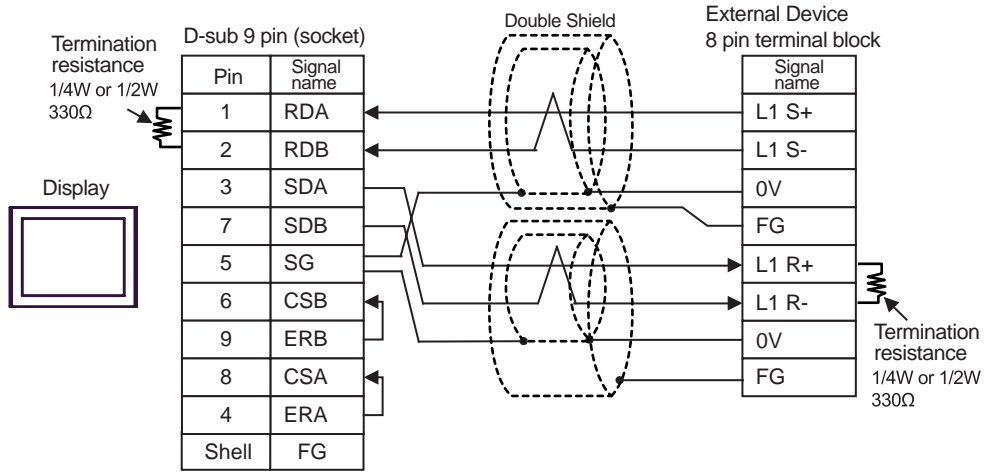 Double Shield
External Device
8 pin terminal block
D-sub 9 pin (socket)
Termination
resistance
1/4W or 1/2W
330Ω
Display
Pin Signal name
1 RDA
2 RDB
3 SDA
7 SDB
5 SG
6 CSB
9 ERB
8 CSA
4 ERA
Shell FG
Signal
name
L1 S+
L1 S-
0V
FG
L1 R+
L1 R-
0V
FG
Termination
resistance
1/4W or 1/2W
330Ω